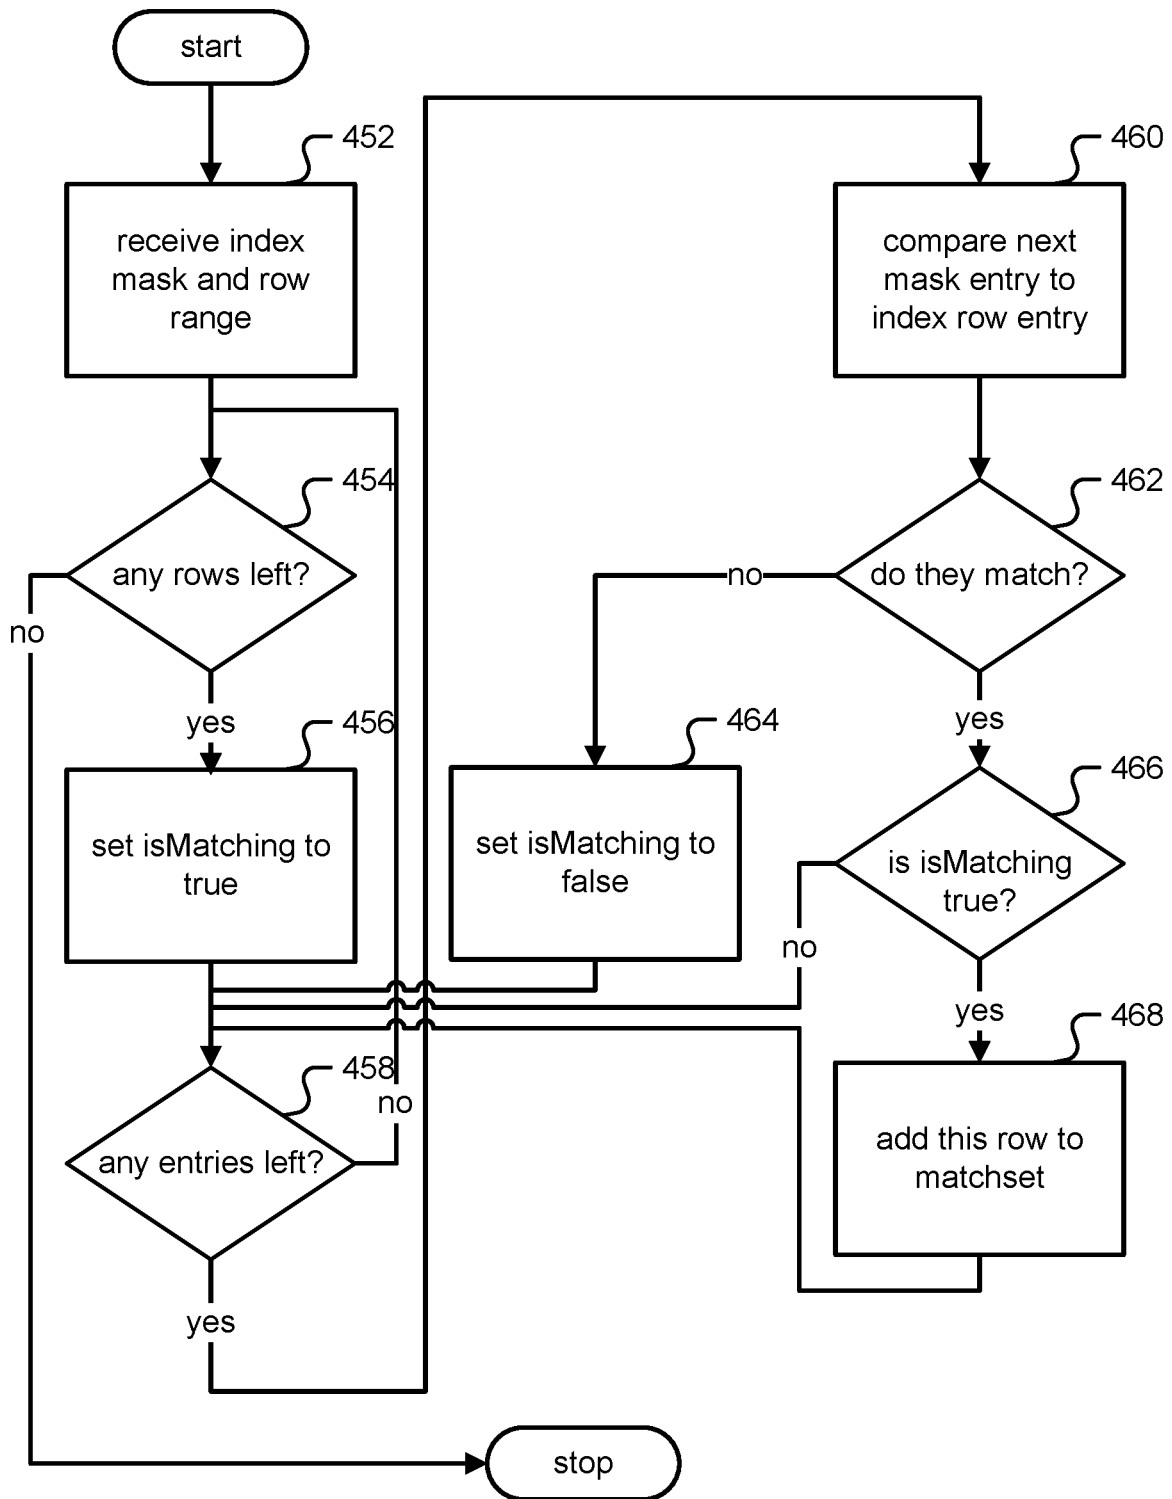 start
452
receive index
mask and row
range
454
any rows left?
no
yes
456
set isMatching to
true
458
any entries left?
no
yes
460
compare next
mask entry to
index row entry
462
do they match?
no
yes
464
set isMatching to
false
466
is isMatching
true?
no
yes
468
add this row to
matchset
stop